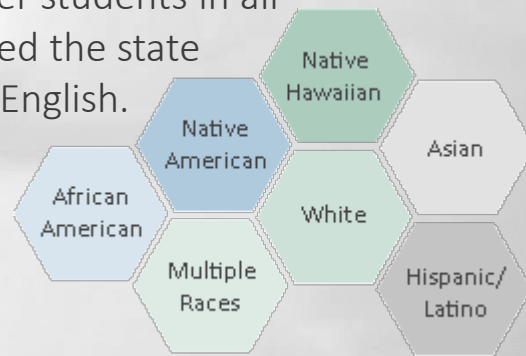 er students in all
ed the state
English.
Native
Hawaiian
Native
American
Asian
African
American
White
Multiple
Races
Hispanic/
Latino